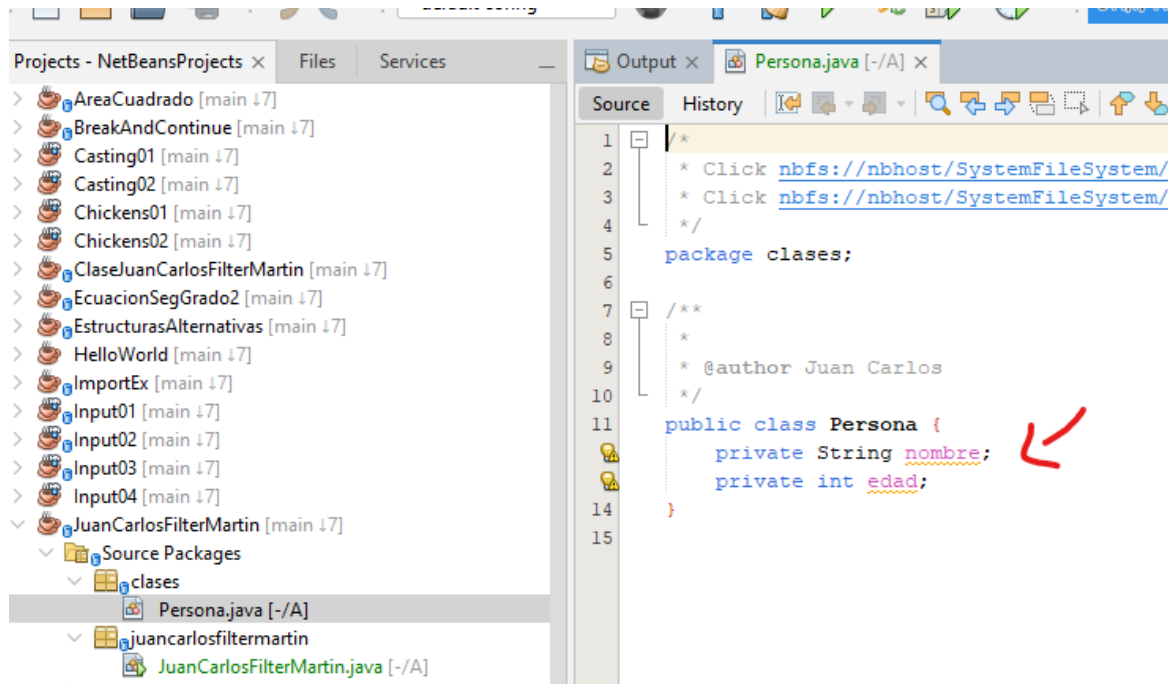 Projects - NetBeansProjects × Files Services
AreaCuadrado [main ↓7]
BreakAndContinue [main ↓7]
Casting01 [main ↓7]
Casting02 [main ↓7]
Chickens01 [main ↓7]
Chickens02 [main ↓7]
ClaseJuanCarlosFilterMartin [main ↓7]
EcuacionSegGrado2 [main ↓7]
EstructurasAlternativas [main ↓7]
HelloWorld [main ↓7]
ImportEx [main ↓7]
Input01 [main ↓7]
Input02 [main ↓7]
Input03 [main ↓7]
Input04 [main ↓7]
JuanCarlosFilterMartin [main ↓7]
Source Packages
clases
Persona.java [-/A]
juancarlosfiltermartin
JuanCarlosFilterMartin.java [-/A]
Output × Persona.java [-/A] ×
Source History
1 /*
2 * Click nbfs://nbhost/SystemFileSystem/
3 * Click nbfs://nbhost/SystemFileSystem/
4 */
5 package clases;
6
7 /**
8 *
9 * @author Juan Carlos
10 */
11 public class Persona {
private String nombre;
private int edad;
14 }
15